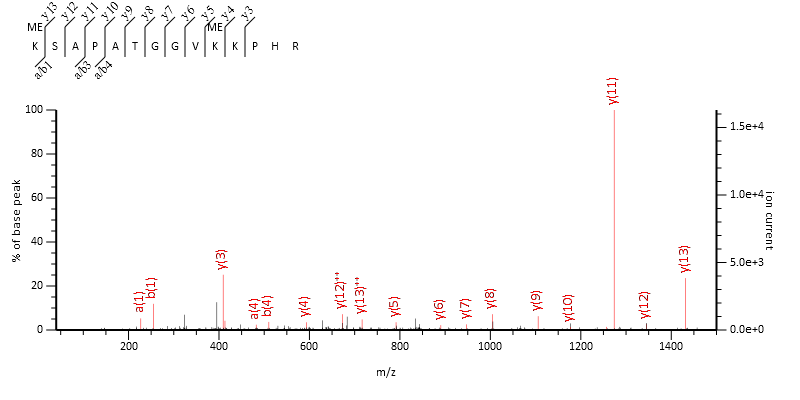 y13 y12 y11 y10 y9 y8 y7 y6 y5 y4 y3
ME ME
K S A P A T G G V K K P H R
a/b1 a/b3 a/b4
% of base peak
100
80
60
40
20
0
200 400 600 800 1000 1200 1400
m/z
a(1)
b(1)
y(3)
a(4)
b(4)
y(4)
y(12)**
y(13)**
y(5)
y(6)
y(7)
y(8)
y(9)
y(10)
y(11)
y(12)
y(13)
1.5e+4
1.0e+4
5.0e+3
0.0e+0
ion current